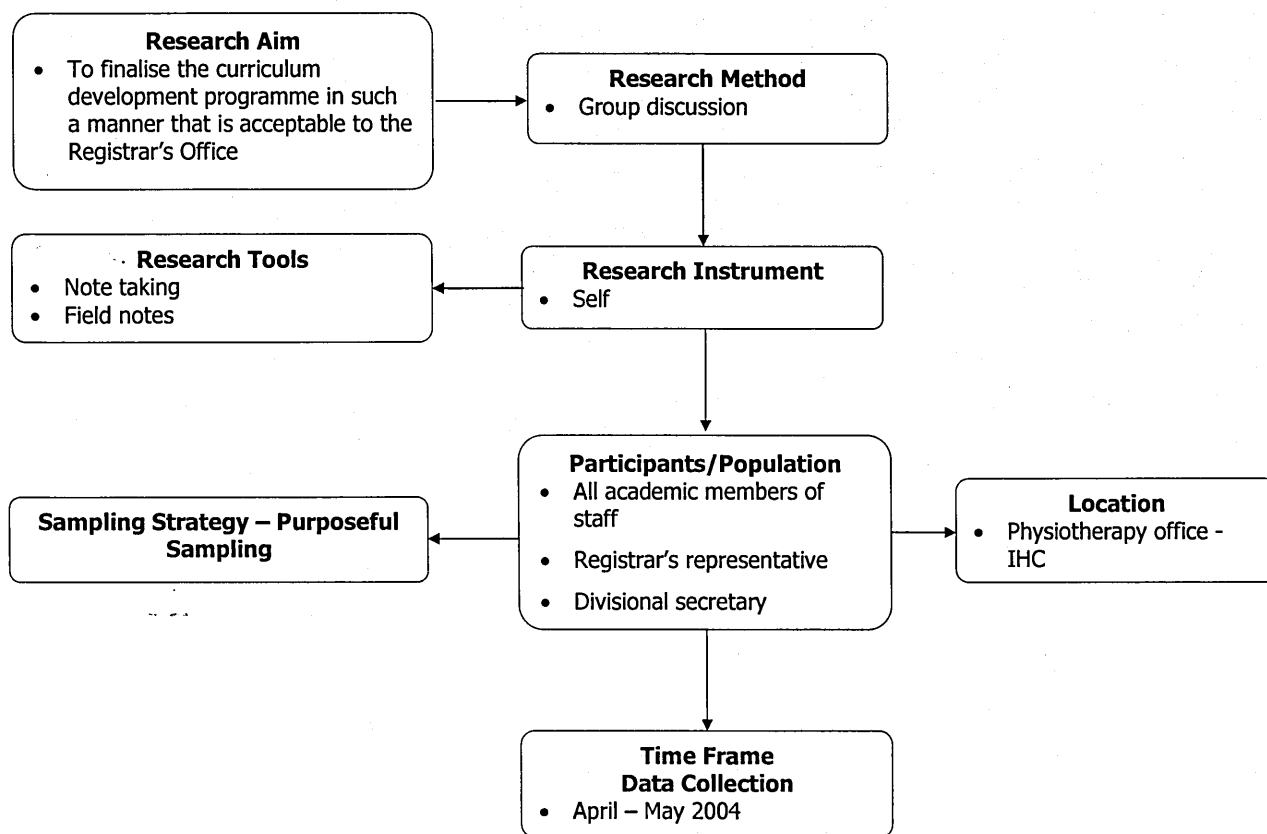 Research Aim
• To finalise the curriculum
development programme in such
a manner that is acceptable to the
Registrar's Office
Research Method
• Group discussion
Research Tools
• Note taking
• Field notes
Research Instrument
• Self
Participants/Population
• All academic members of
staff
• Registrar's representative
• Divisional secretary
Sampling Strategy – Purposeful
Sampling
Location
• Physiotherapy office -
IHC
Time Frame
Data Collection
• April – May 2004